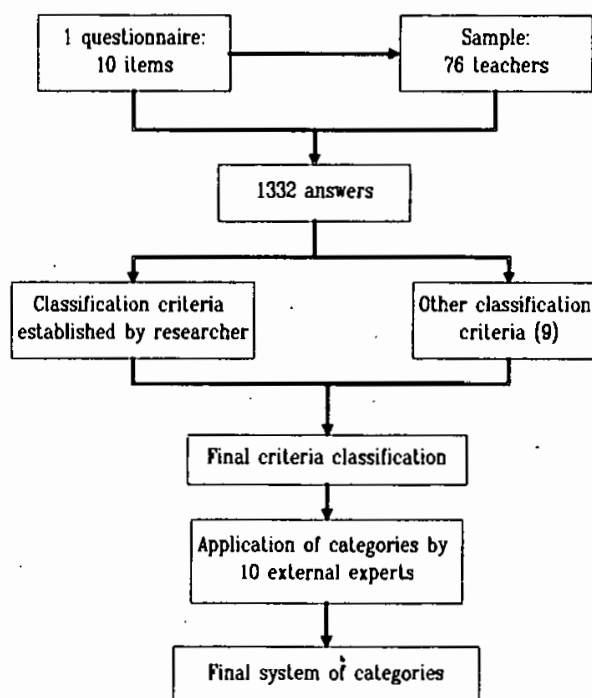 1 questionnaire:
10 items
Sample:
76 teachers
1332 answers
Classification criteria
established by researcher
Other classification
criteria (9)
Final criteria classification
Application of categories by
10 external experts
Final system of categories